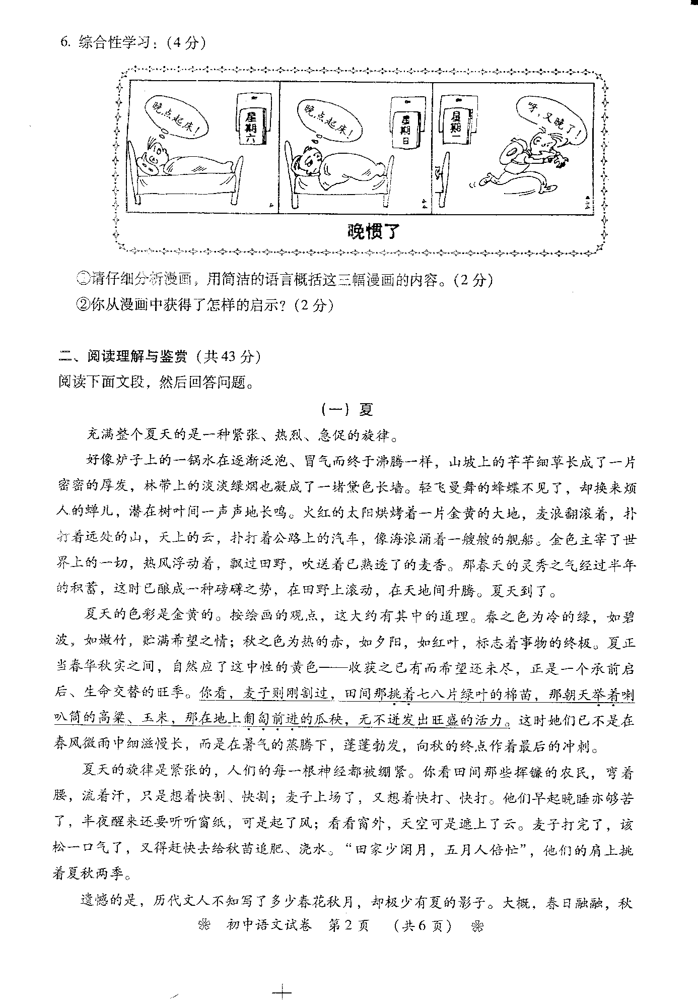 6. 综合性学习：（4 分）
晚点起床！
星期六
晚点起床！
星期日
星期一
呀，又晚了！
晚惯了
①请仔细分析漫画，用简洁的语言概括这三幅漫画的内容。（2 分）
②你从漫画中获得了怎样的启示？（2 分）
二、阅读理解与鉴赏（共 43 分）
阅读下面文段，然后回答问题。
（一）夏
充满整个夏天的是一种紧张、热烈、急促的旋律。
好像炉子上的一锅水在逐渐泛泡、冒气而终于沸腾一样，山坡上的芊芊细草长成了一片
密密的厚发，林带上的淡淡绿烟也凝成了一堵黛色长墙。轻飞曼舞的蜂蝶不见了，却换来烦
人的蝉儿，潜在树叶间一声声地长鸣。火红的太阳烘烤着一片金黄的大地，麦浪翻滚着，扑
打着远处的山，天上的云，扑打着公路上的汽车，像海浪涌着一艘艘的舰船。金色主宰了世
界上的一切，热风浮动着，飘过田野，吹送着已熟透了的麦香。那春天的灵秀之气经过半年
的积蓄，这时已酿成一种磅礴之势，在田野上滚动，在天地间升腾。夏天到了。
夏天的色彩是金黄的。按绘画的观点，这大约有其中的道理。春之色为冷的绿，如碧
波，如嫩竹，贮满希望之情；秋之色为热的赤，如夕阳，如红叶，标志着事物的终极。夏正
当春华秋实之间，自然应了这中性的黄色——收获之已有而希望还未尽，正是一个承前启
后、生命交替的旺季。你看，麦子则刚割过，田间那挑着七八片绿叶的棉苗，那朝天举着喇
叭筒的高粱、玉米，那在地上匍匐前进的瓜秧，无不迸发出旺盛的活力。这时她们已不是在
春风微雨中细滋慢长，而是在暑气的蒸腾下，蓬蓬勃发，向秋的终点作着最后的冲刺。
夏天的旋律是紧张的，人们的每一根神经都被绷紧。你看田间那些挥镰的农民，弯着
腰，流着汗，只是想着快割、快割；麦子上场了，又想着快打、快打。他们早起晚睡亦够苦
了，半夜醒来还要听听窗纸，可是起了风；看看窗外，天空可是遮上了云。麦子打完了，该
松一口气了，又得赶快去给秋苗追肥、浇水。“田家少闲月，五月人倍忙”，他们的肩上挑
着夏秋两季。
遗憾的是，历代文人不知写了多少春花秋月，却极少有夏的影子。大概，春日融融，秋
初中语文试卷 第 2 页 （共 6 页）